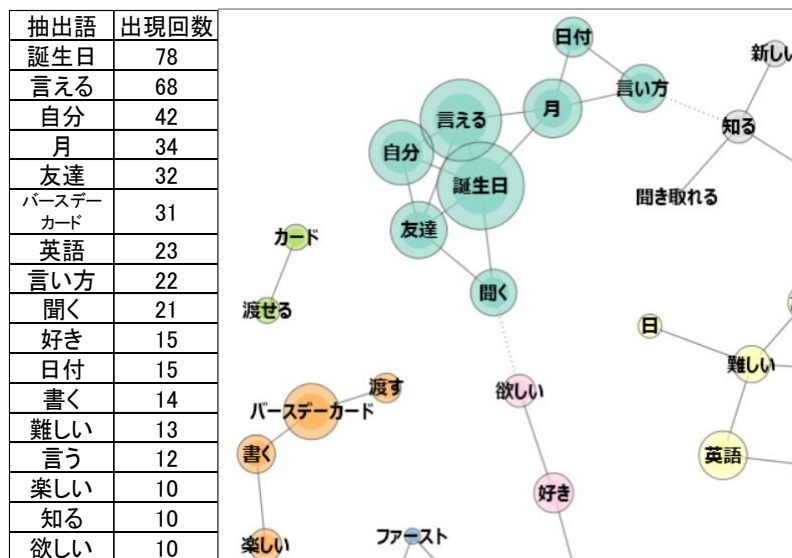 抽出語 出現回数
誕生日 78
言える 68
自分 42
月 34
友達 32
バースデー
カード 31
英語 23
言い方 22
聞く 21
好き 15
日付 15
書く 14
難しい 13
言う 12
楽しい 10
知る 10
欲しい 10
日付
新しい
言い方
月
言える
知る
自分
誕生日
聞き取れる
友達
カード
聞く
渡せる
日
難しい
渡す
欲しい
バースデーカード
書く
英語
好き
ファースト
楽しい